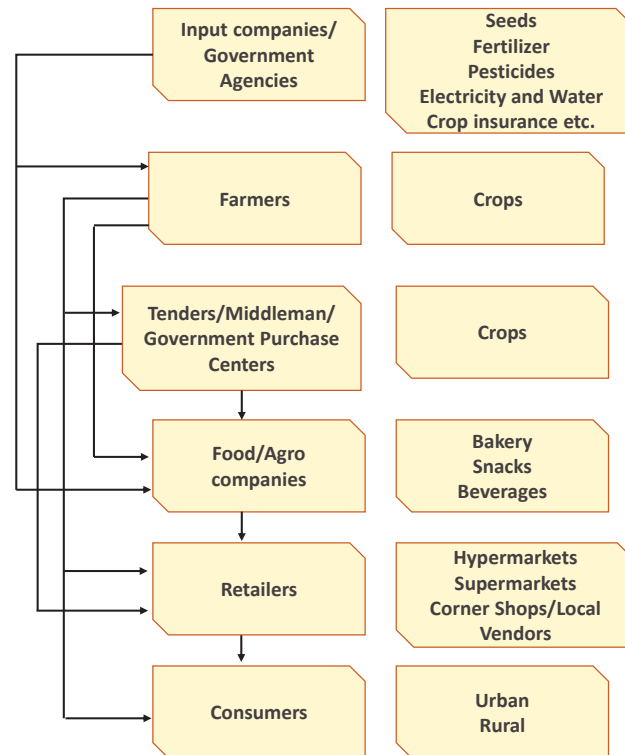 Input companies/
Government
Agencies
Seeds
Fertilizer
Pesticides
Electricity and Water
Crop insurance etc.
Farmers
Crops
Tenders/Middleman/
Government Purchase
Centers
Crops
Food/Agro
companies
Bakery
Snacks
Beverages
Retailers
Hypermarkets
Supermarkets
Corner Shops/Local
Vendors
Consumers
Urban
Rural